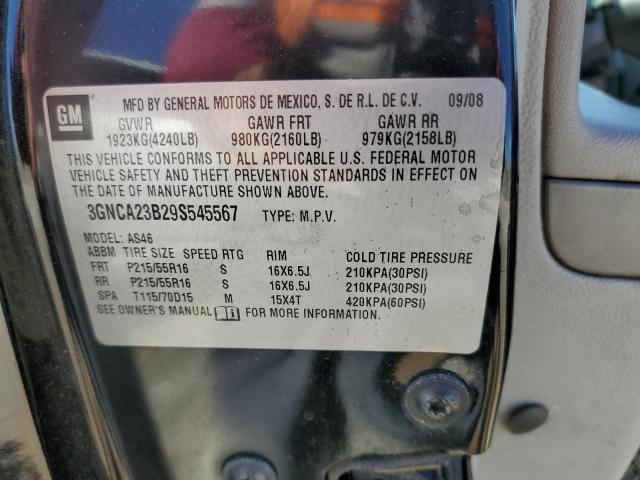 GM
MFD BY GENERAL MOTORS DE MEXICO, S. DE R.L. DE C.V. 09/08
GVWR GAWR FRT GAWR RR
1923KG(4240LB) 980KG(2160LB) 979KG(2158LB)
THIS VEHICLE CONFORMS TO ALL APPLICABLE U.S. FEDERAL MOTOR
VEHICLE SAFETY AND THEFT PREVENTION STANDARDS IN EFFECT ON
THE DATE OF MANUFACTURE SHOWN ABOVE.
3GNCA23B29S545567 TYPE: M.P.V.
MODEL: AS46
ABBM TIRE SIZE SPEED RTG RIM COLD TIRE PRESSURE
FRT P215/55R16 S 16X6.5J 210KPA(30PSI)
RR P215/55R16 S 16X6.5J 210KPA(30PSI)
SPA T115/70D15 M 15X4T 420KPA(60PSI)
SEE OWNER'S MANUAL FOR MORE INFORMATION.